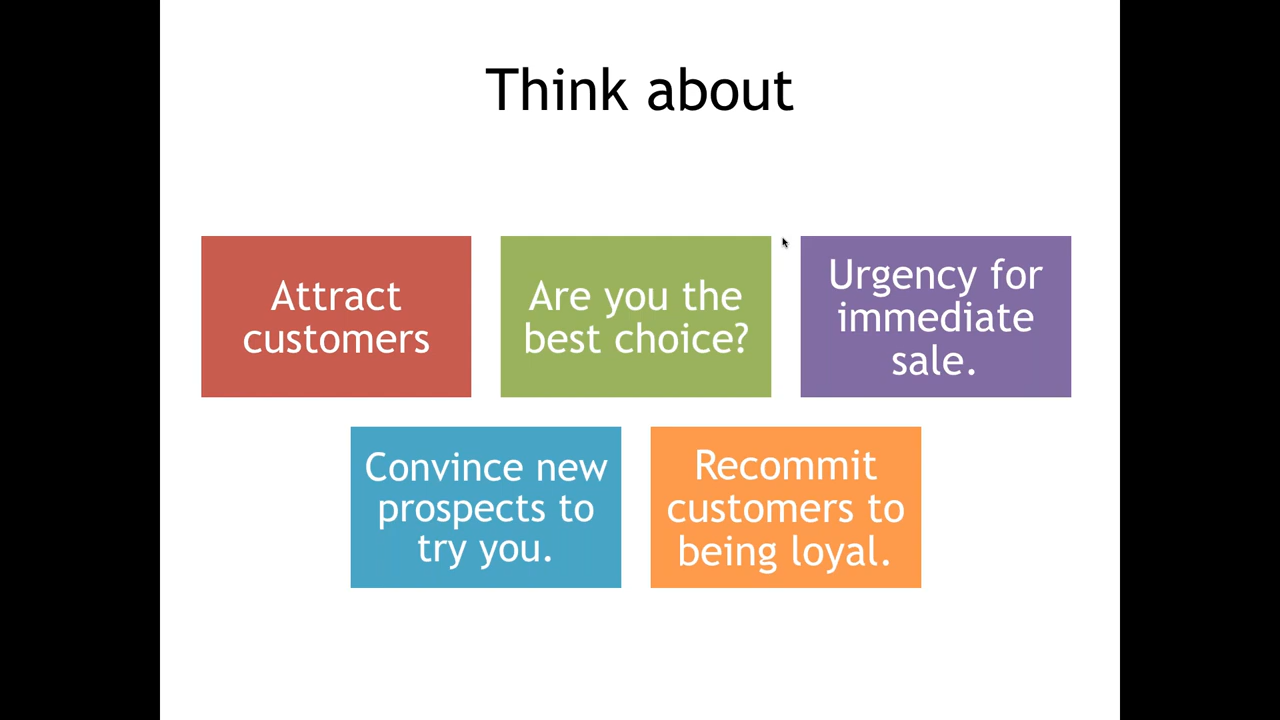 Think about
Attract
customers
Are you the
best choice?
Urgency for
immediate
sale.
Convince new
prospects to
try you.
Recommit
customers to
being loyal.